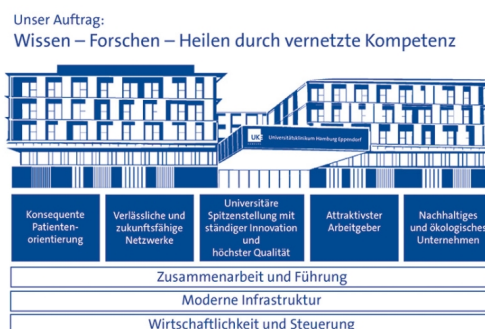 Unser Auftrag:
Wissen – Forschen – Heilen durch vernetzte Kompetenz
UKE Universitätsklinikum Hamburg Eppendorf
Konsequente
Patienten-
orientierung
Verlässliche und
zukunftsfähige
Netzwerke
Universitäre
Spitzenstellung mit
ständiger Innovation
und
höchster Qualität
Attraktivster
Arbeitgeber
Nachhaltiges
und ökologisches
Unternehmen
Zusammenarbeit und Führung
Moderne Infrastruktur
Wirtschaftlichkeit und Steuerung